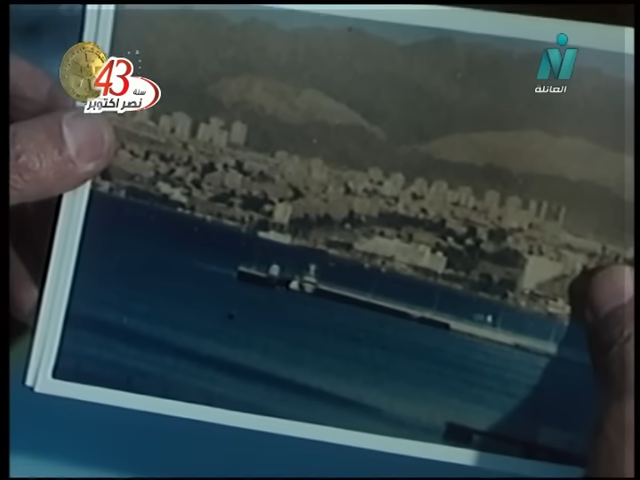 43 سنة
نصر اكتوبر
العائلة